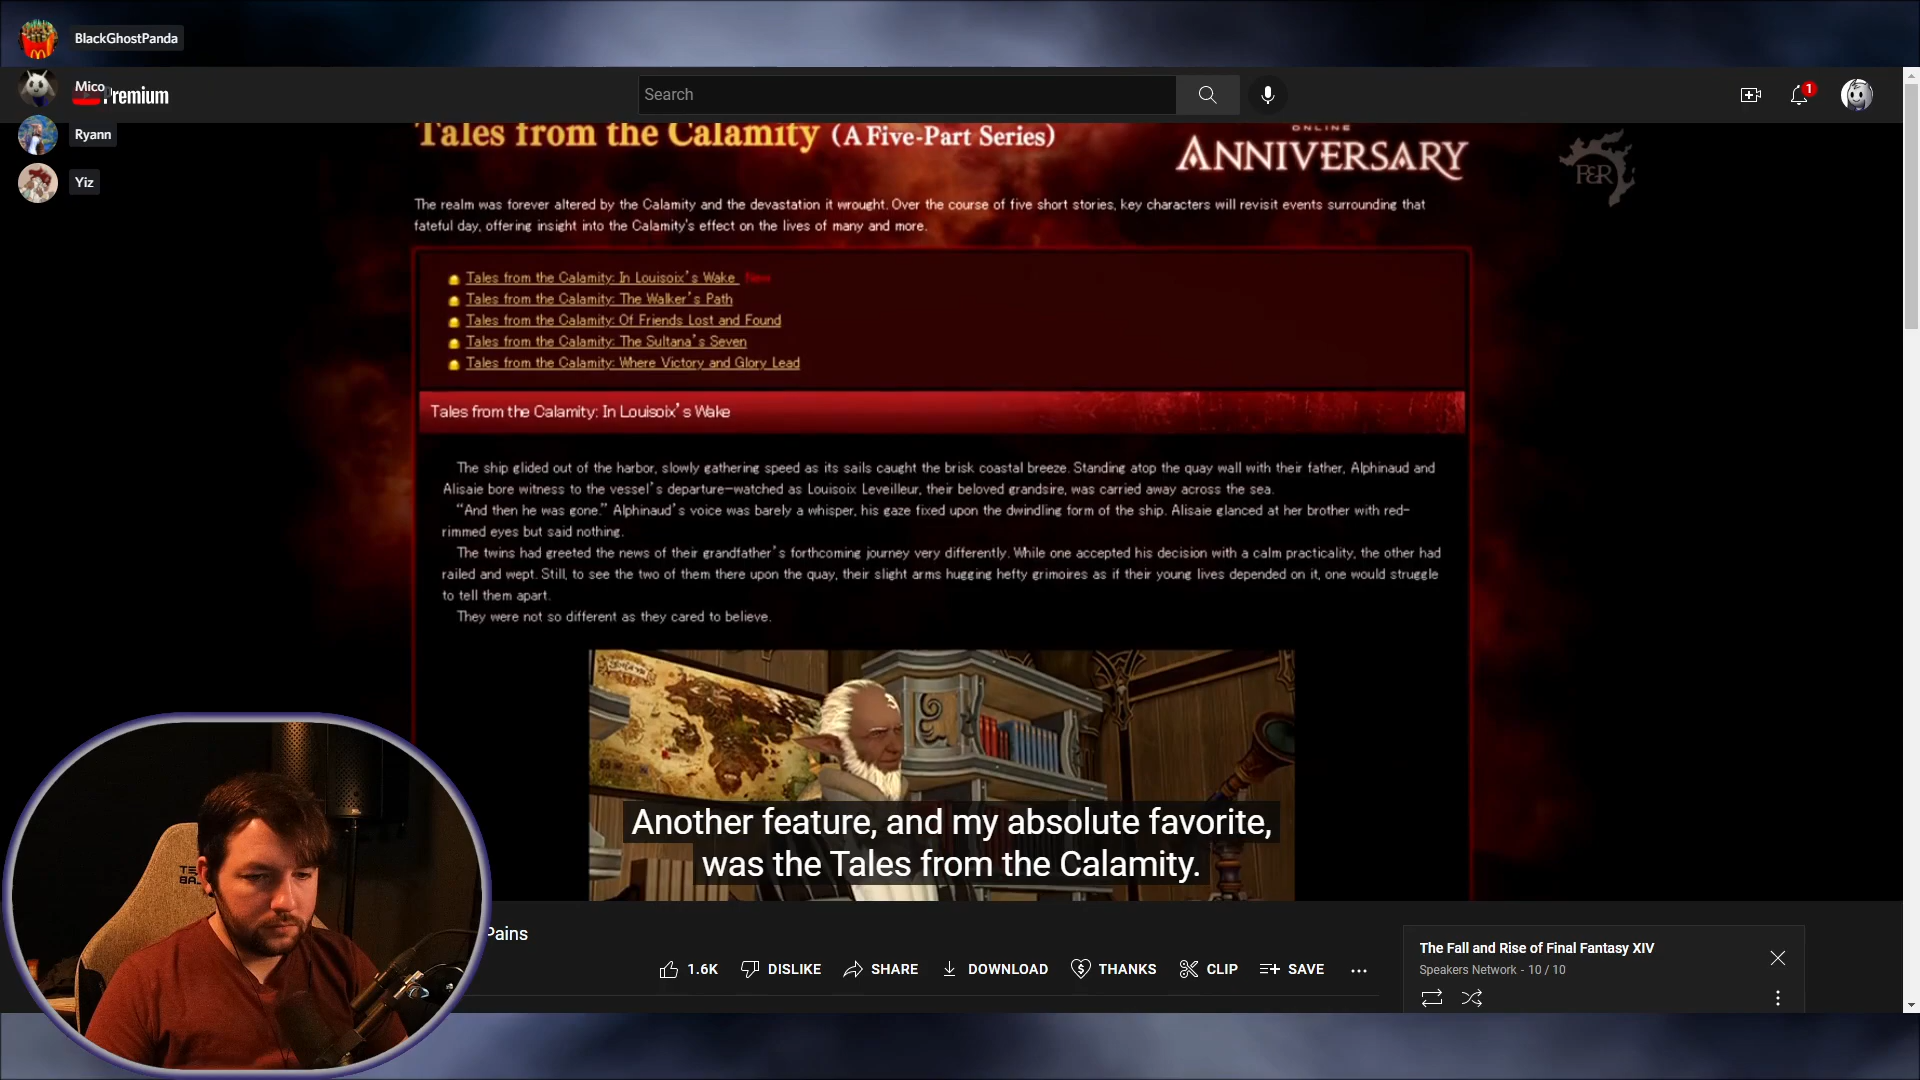 BlackGhostPanda
Mico
Premium
Search
1
Ryann
Yiz
Tales from the Calamity (A Five-Part Series)
ONLINE
ANNIVERSARY
P&R
The realm was forever altered by the Calamity and the devastation it wrought. Over the course of five short stories, key characters will revisit events surrounding that
fateful day, offering insight into the Calamity's effect on the lives of many and more.
Tales from the Calamity: In Louisoix's Wake New
Tales from the Calamity: The Walker's Path
Tales from the Calamity: Of Friends Lost and Found
Tales from the Calamity: The Sultana's Seven
Tales from the Calamity: Where Victory and Glory Lead
Tales from the Calamity: In Louisoix's Wake
The ship glided out of the harbor, slowly gathering speed as its sails caught the brisk coastal breeze. Standing atop the quay wall with their father, Alphinaud and
Alisaie bore witness to the vessel's departure—watched as Louisoix Leveilleur, their beloved grandsire, was carried away across the sea.
"And then he was gone." Alphinaud's voice was barely a whisper, his gaze fixed upon the dwindling form of the ship. Alisaie glanced at her brother with red-
rimmed eyes but said nothing.
The twins had greeted the news of their grandfather's forthcoming journey very differently. While one accepted his decision with a calm practicality, the other had
railed and wept. Still, to see the two of them there upon the quay, their slight arms hugging hefty grimoires as if their young lives depended on it, one would struggle
to tell them apart.
They were not so different as they cared to believe.
Another feature, and my absolute favorite,
was the Tales from the Calamity.
Pains
1.6K
DISLIKE
SHARE
DOWNLOAD
THANKS
CLIP
SAVE
The Fall and Rise of Final Fantasy XIV
Speakers Network - 10 / 10